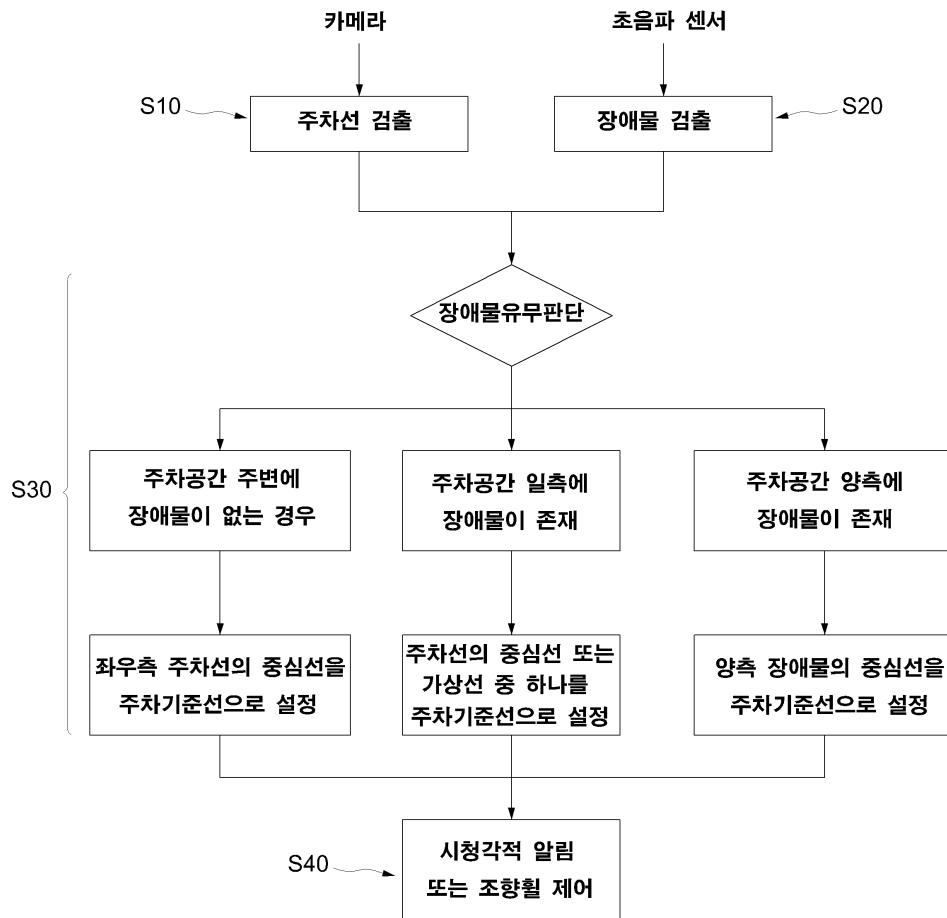 카메라
초음파 센서
S10
주차선 검출
장애물 검출
S20
장애물유무판단
S30
주차공간 주변에
장애물이 없는 경우
주차공간 일측에
장애물이 존재
주차공간 양측에
장애물이 존재
좌우측 주차선의 중심선을
주차기준선으로 설정
주차선의 중심선 또는
가상선 중 하나를
주차기준선으로 설정
양측 장애물의 중심선을
주차기준선으로 설정
S40
시청각적 알림
또는 조향휠 제어